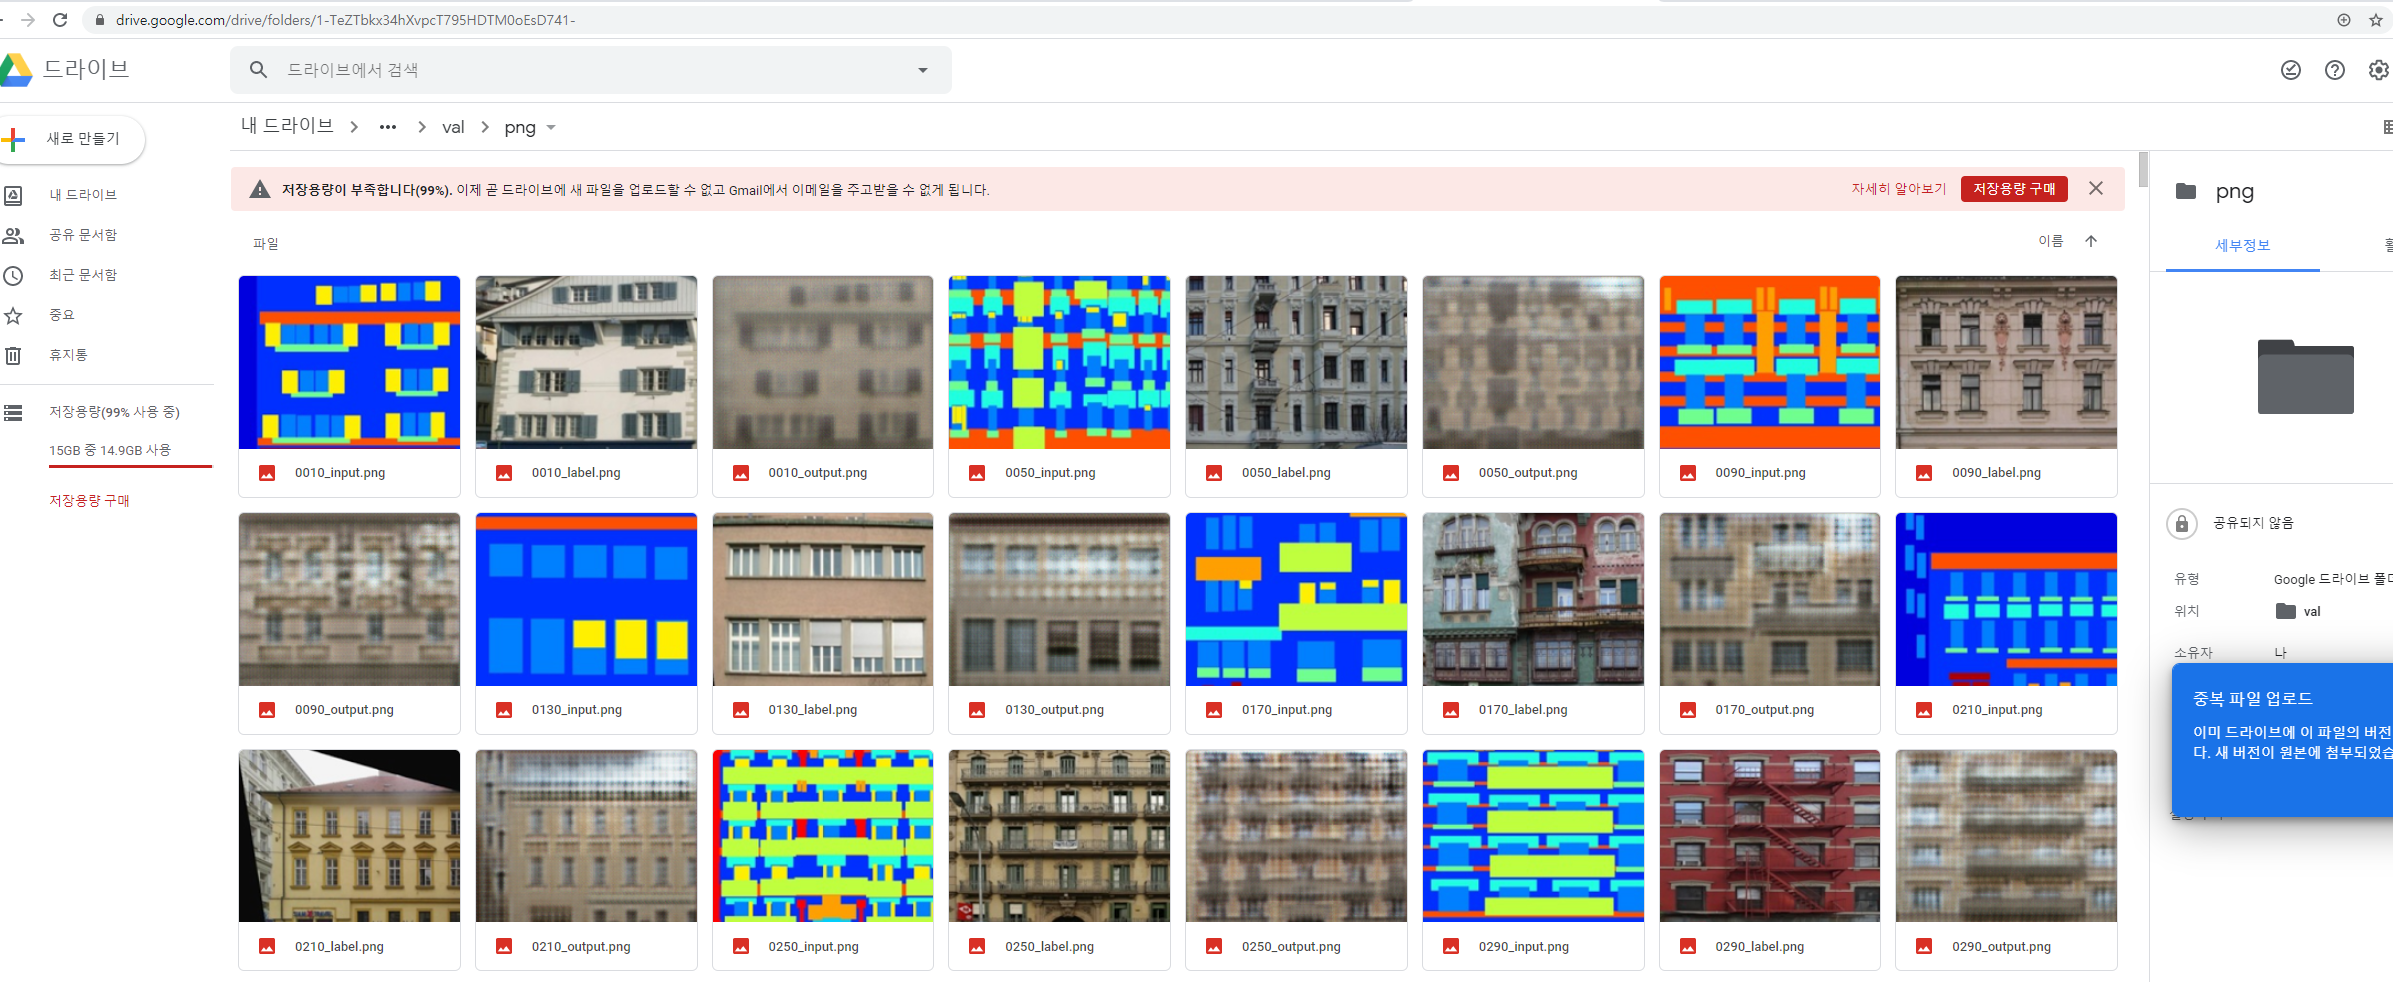 drive.google.com/drive/folders/1-TeZTbkx34hXvpcT795HDTM0oEsD741-
드라이브
드라이브에서 검색
새로 만들기
내 드라이브
공유 문서함
최근 문서함
중요
휴지통
저장용량(99% 사용 중)
15GB 중 14.9GB 사용
저장용량 구매
내 드라이브 > ••• > val > png
저장용량이 부족합니다(99%). 이제 곧 드라이브에 새 파일을 업로드할 수 없고 Gmail에서 이메일을 주고받을 수 없게 됩니다.
자세히 알아보기
저장용량 구매
파일
이름
0010_input.png
0010_label.png
0010_output.png
0050_input.png
0050_label.png
0050_output.png
0090_input.png
0090_label.png
0090_output.png
0130_input.png
0130_label.png
0130_output.png
0170_input.png
0170_label.png
0170_output.png
0210_input.png
0210_label.png
0210_output.png
0250_input.png
0250_label.png
0250_output.png
0290_input.png
0290_label.png
0290_output.png
png
세부정보
공유되지 않음
유형
Google 드라이브
위치
val
소유자
나
중복 파일 업로드
이미 드라이브에 이 파일의 버전
다. 새 버전이 원본에